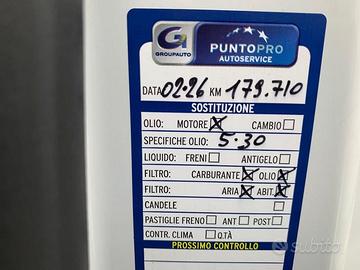 G
GROUPAUTO
PUNTOPRO
AUTOSERVICE
DATA 02-26 KM 179.710
SOSTITUZIONE
OLIO: MOTORE CAMBIO
SPECIFICHE OLIO: 5-30
LIQUIDO: FRENI ANTIGELO
FILTRO: CARBURANTE OLIO
FILTRO: ARIA ABIT.
CANDELE
PASTIGLIE FRENO ANT POST
CONTR. CLIMA Q.TÀ
PROSSIMO CONTROLLO
subito